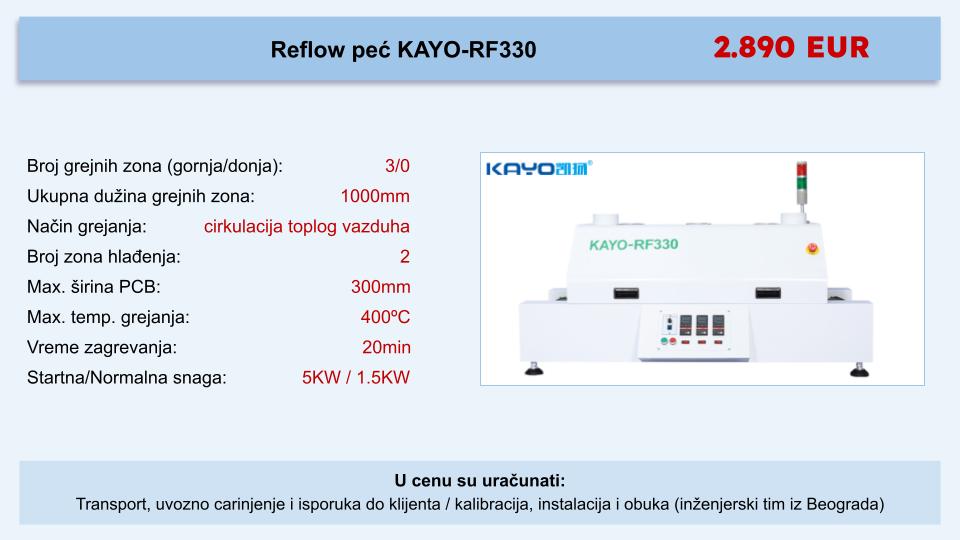 Reflow peć KAYO-RF330
2.890 EUR
Broj grejnih zona (gornja/donja): 3/0
Ukupna dužina grejnih zona: 1000mm
Način grejanja: cirkulacija toplog vazduha
Broj zona hlađenja: 2
Max. širina PCB: 300mm
Max. temp. grejanja: 400ºC
Vreme zagrevanja: 20min
Startna/Normalna snaga: 5KW / 1.5KW
KAYO凯扬®
KAYO-RF330
U cenu su uračunati:
Transport, uvozno carinjenje i isporuka do klijenta / kalibracija, instalacija i obuka (inženjerski tim iz Beograda)